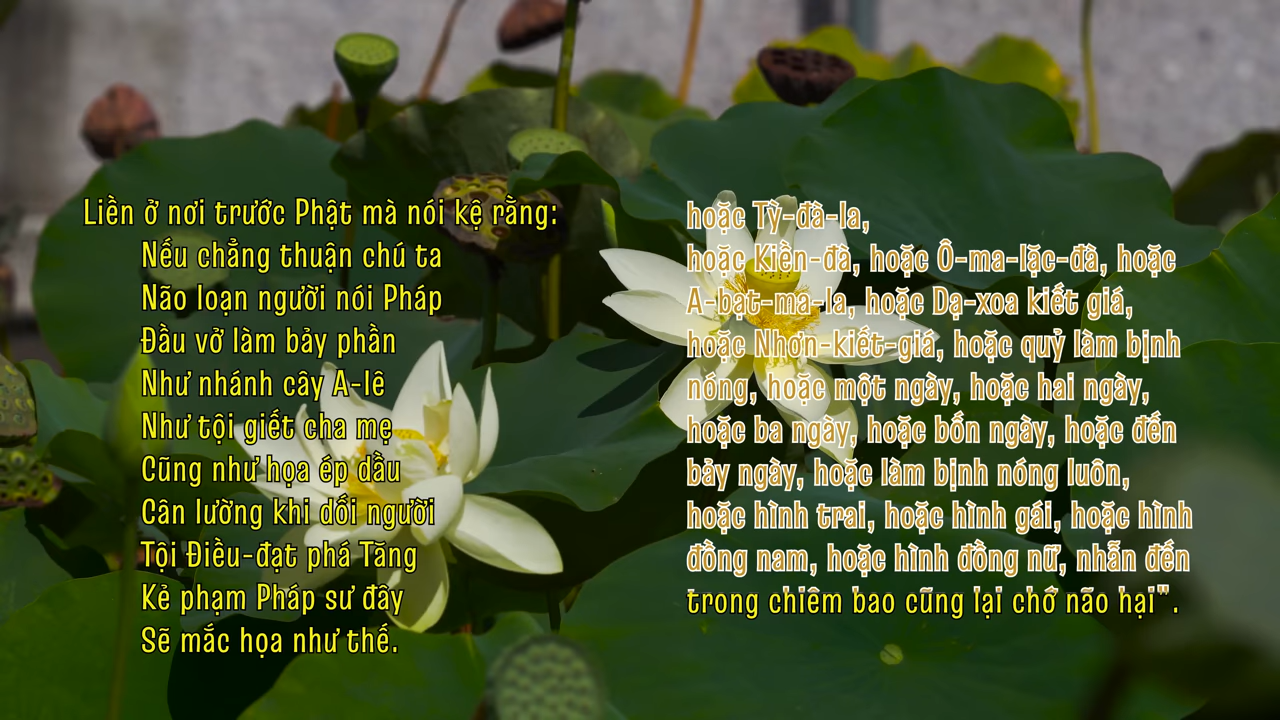 Liền ở nơi trước Phật mà nói kệ rằng:
Nếu chẳng thuận chú ta
Não loạn người nói Pháp
Đầu vở làm bảy phần
Như nhánh cây A-lê
Như tội giết cha mẹ
Cũng như họa ép dầu
Cân lường khi dối người
Tội Điều-đạt phá Tăng
Kẻ phạm Pháp sư đây
Sẽ mắc họa như thế.
hoặc Tỳ-đà-la,
hoặc Kiền-đà, hoặc Ô-ma-lặc-đà, hoặc
A-bạt-ma-la, hoặc Dạ-xoa kiết giá,
hoặc Nhơn-kiết-giá, hoặc quỷ làm bịnh
nóng, hoặc một ngày, hoặc hai ngày,
hoặc ba ngày, hoặc bốn ngày, hoặc đến
bảy ngày, hoặc làm bịnh nóng luôn,
hoặc hình trai, hoặc hình gái, hoặc hình
đồng nam, hoặc hình đồng nữ, nhẫn đến
trong chiêm bao cũng lại chớ não hại".